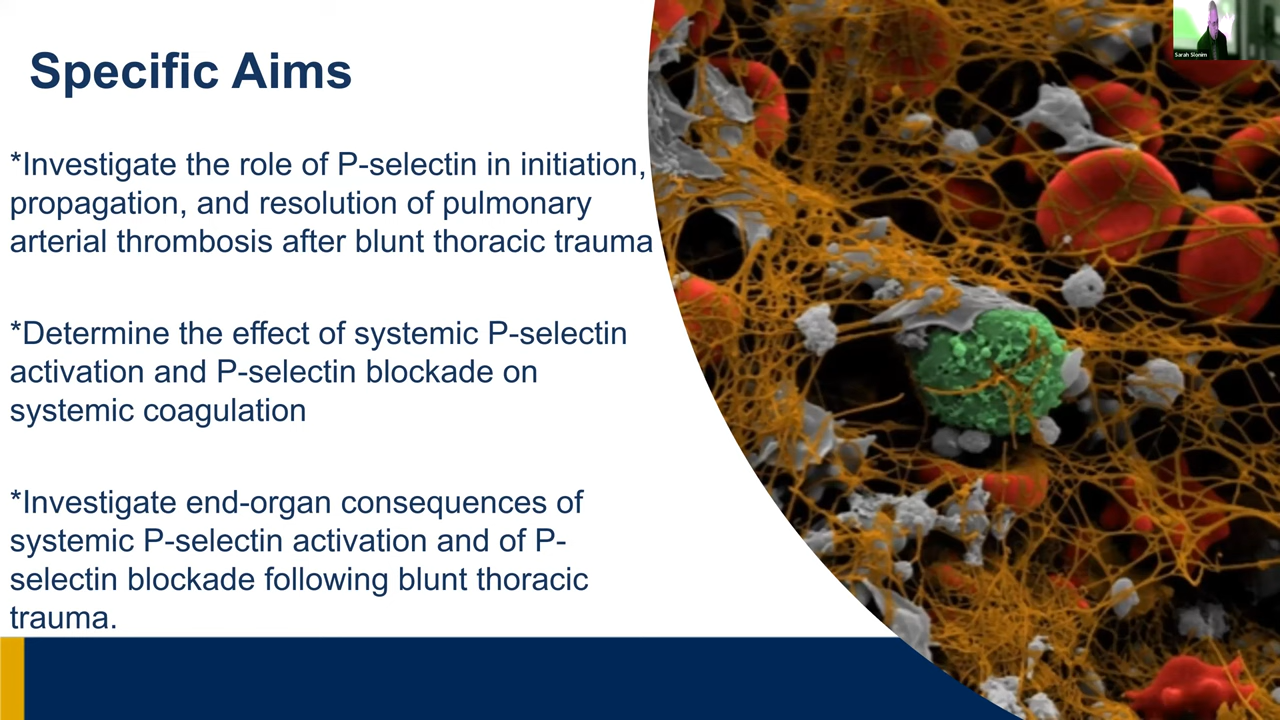 Specific Aims
*Investigate the role of P-selectin in initiation,
propagation, and resolution of pulmonary
arterial thrombosis after blunt thoracic trauma
*Determine the effect of systemic P-selectin
activation and P-selectin blockade on
systemic coagulation
*Investigate end-organ consequences of
systemic P-selectin activation and of P-
selectin blockade following blunt thoracic
trauma.
Sarah Slonim